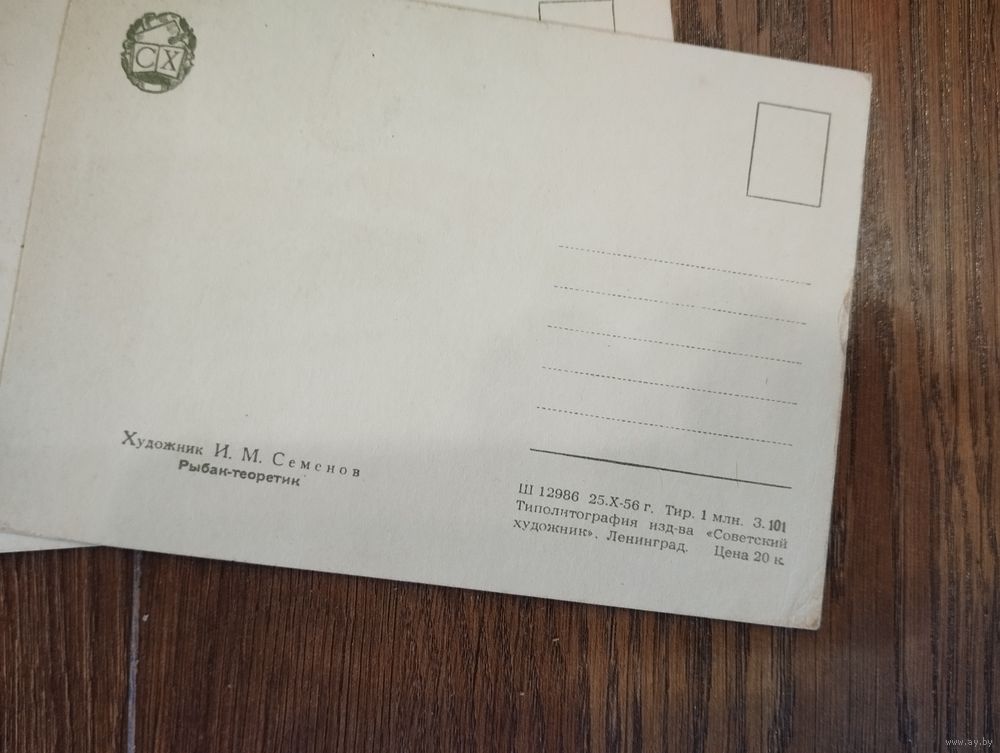 СХ
Художник И. М. Семенов
Рыбак-теоретик
Ш 12986 25.X-56 г. Тир. 1 млн. З. 101
Типолитография изд-ва «Советский
художник». Ленинград. Цена 20 к.
www.ay.by